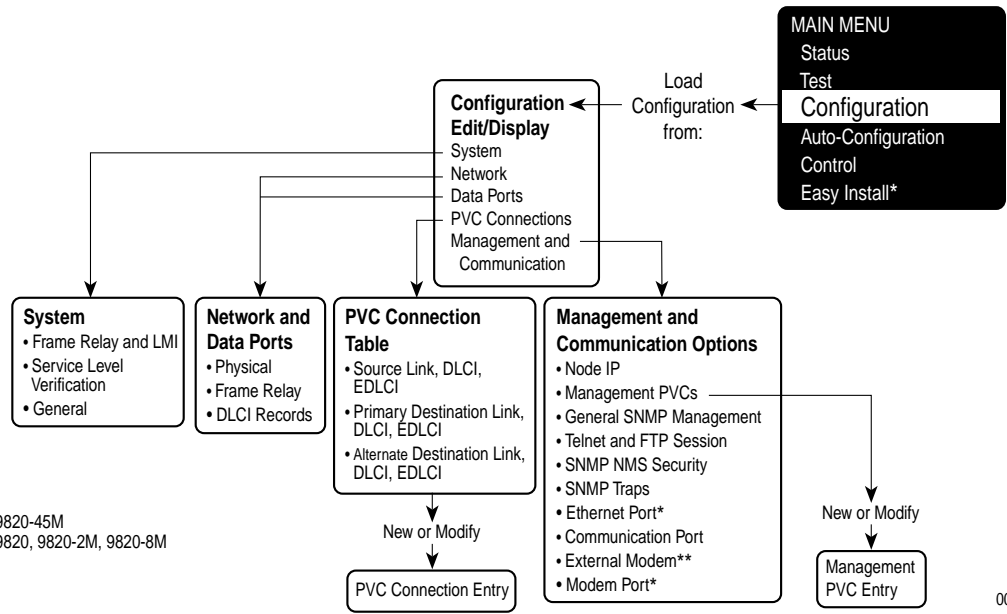 MAIN MENU
Status
Test
Configuration
Auto-Configuration
Control
Easy Install*
Load
Configuration
from:
Configuration
Edit/Display
System
Network
Data Ports
PVC Connections
Management and
Communication
System
• Frame Relay and LMI
• Service Level
Verification
• General
Network and
Data Ports
• Physical
• Frame Relay
• DLCI Records
PVC Connection
Table
• Source Link, DLCI,
EDLCI
• Primary Destination Link,
DLCI, EDLCI
• Alternate Destination Link,
DLCI, EDLCI
New or Modify
PVC Connection Entry
Management and
Communication Options
• Node IP
• Management PVCs
• General SNMP Management
• Telnet and FTP Session
• SNMP NMS Security
• SNMP Traps
• Ethernet Port*
• Communication Port
• External Modem**
• Modem Port*
New or Modify
Management
PVC Entry
9820-45M
9820, 9820-2M, 9820-8M
00